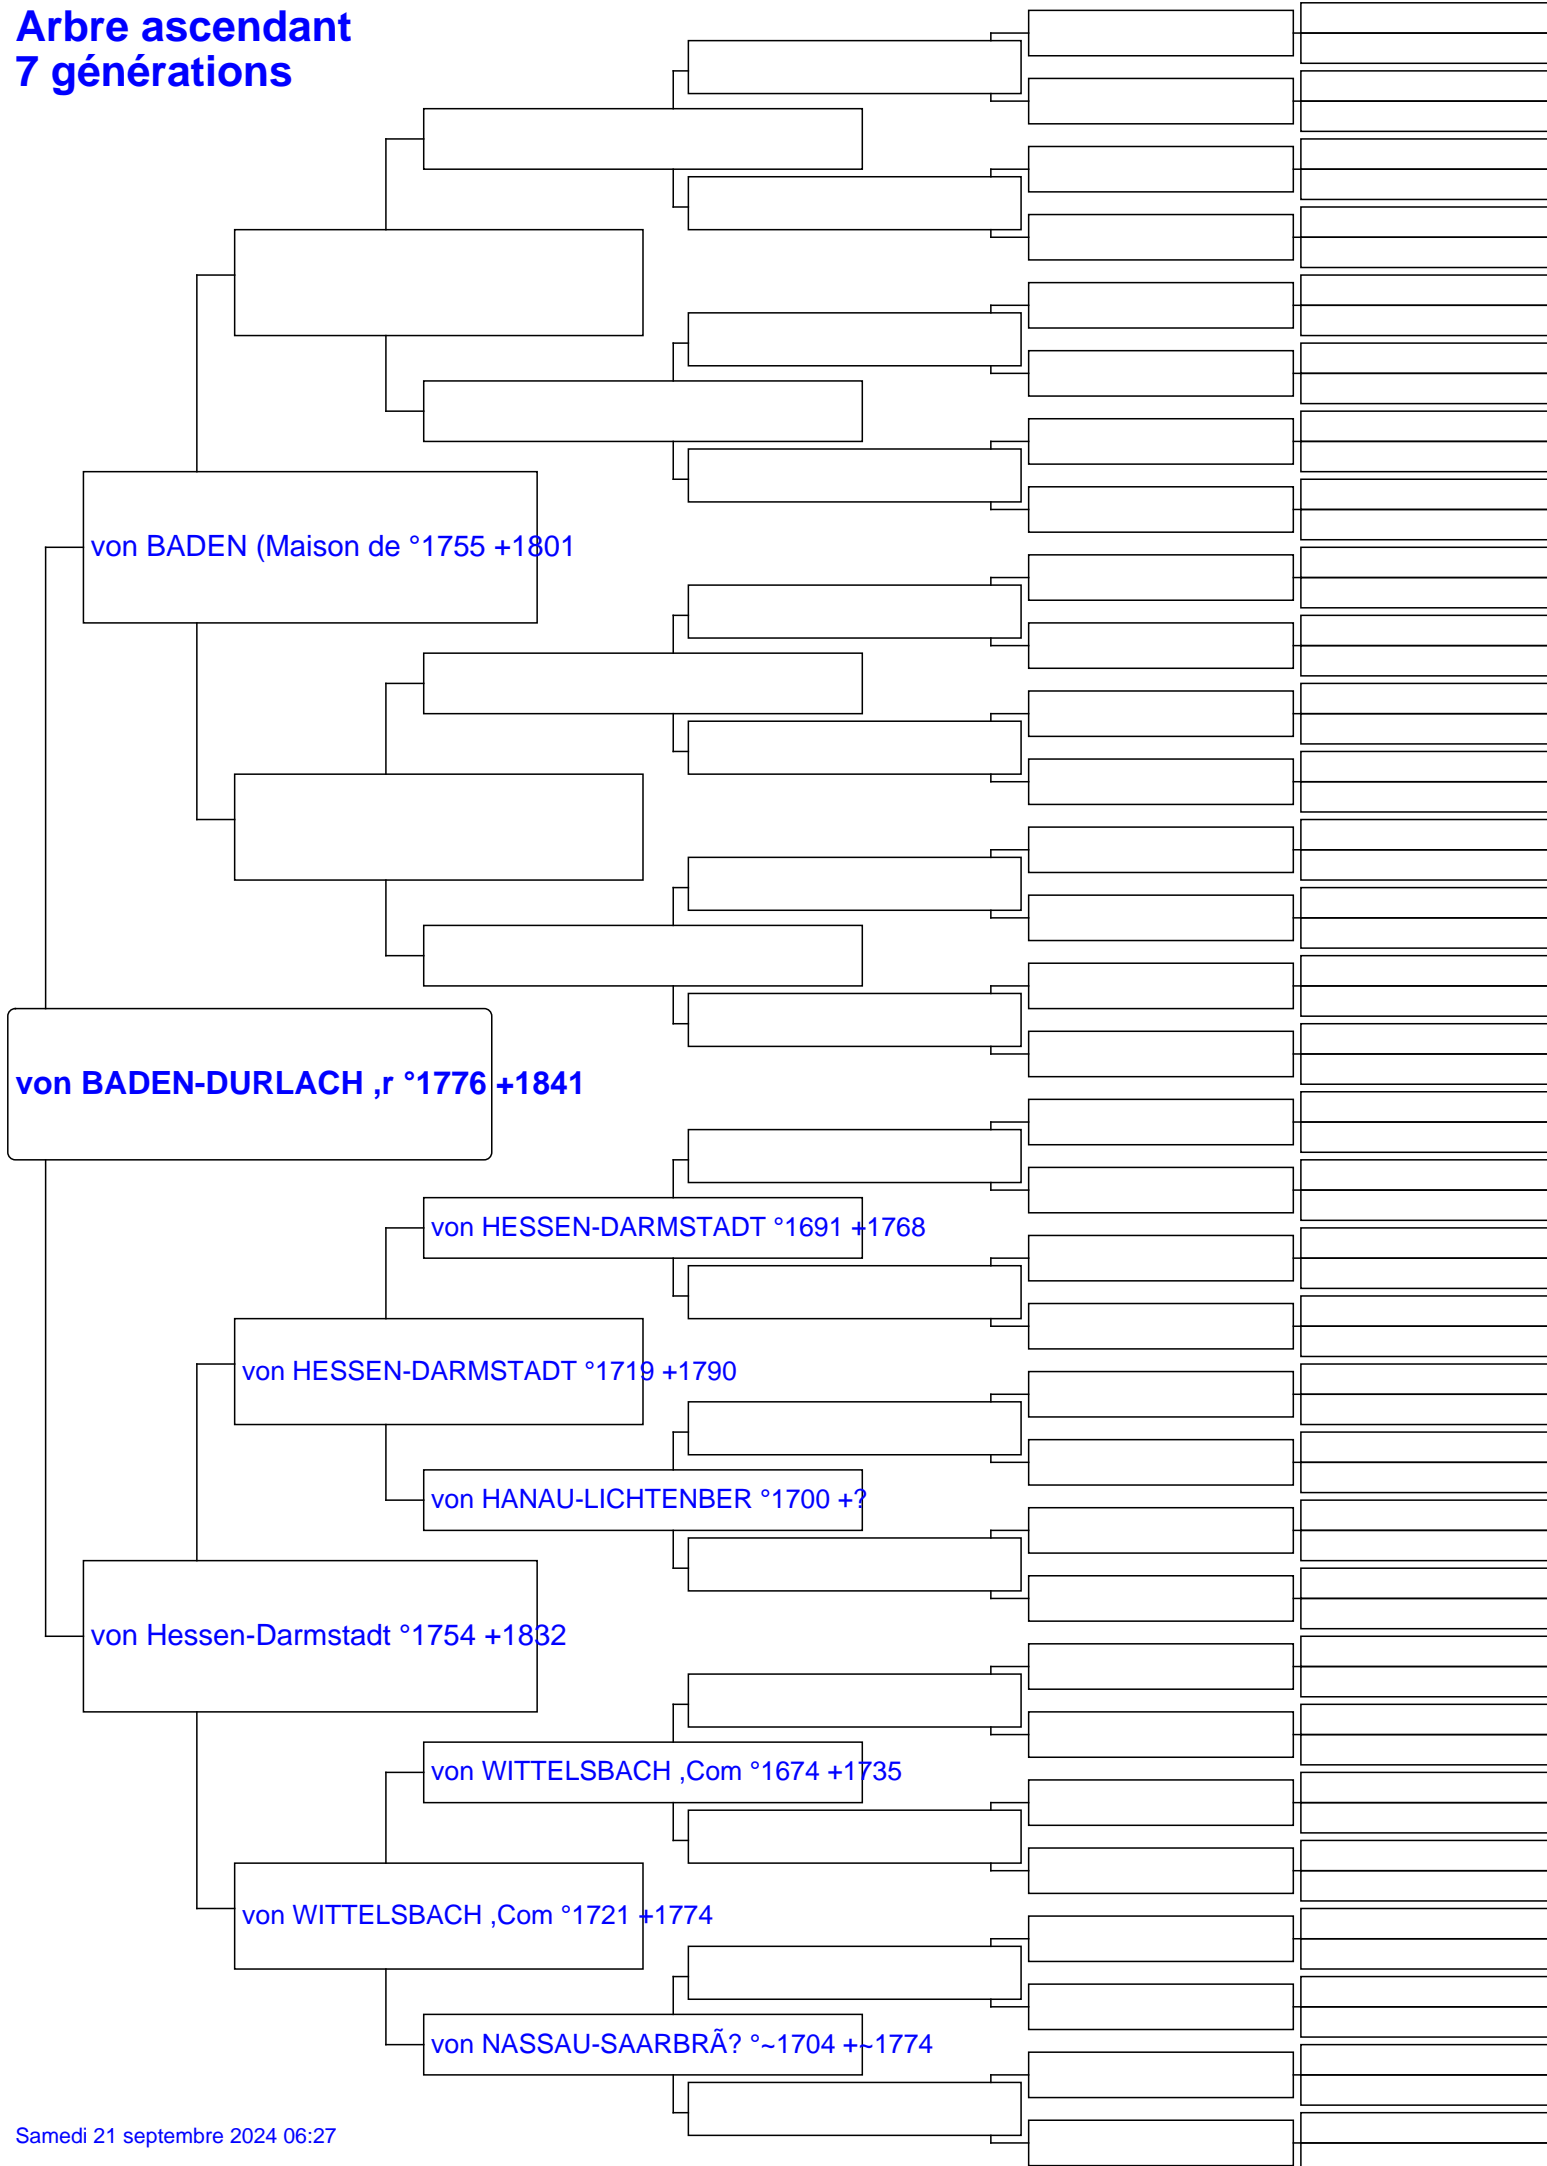 Arbre ascendant
7 générations
von BADEN (Maison de °1755 +1801
von BADEN-DURLACH ,r °1776 +1841
von HESSEN-DARMSTADT °1691 +1768
von HESSEN-DARMSTADT °1719 +1790
von HANAU-LICHTENBER °1700 +?
von Hessen-Darmstadt °1754 +1832
von WITTELSBACH ,Com °1674 +1735
von WITTELSBACH ,Com °1721 +1774
von NASSAU-SAARBRÃ? °~1704 +~1774
Samedi 21 septembre 2024 06:27